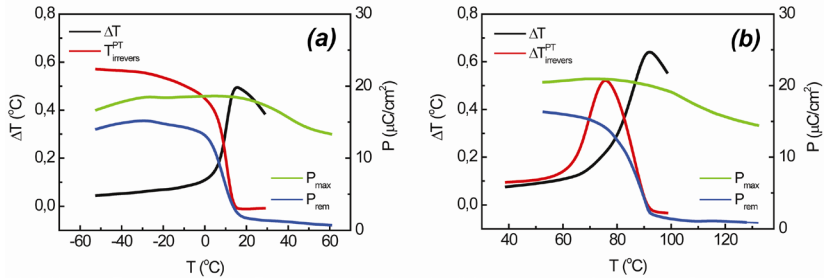 0,8
0,6
0,4
0,2
0,0
ΔT (°C)
ΔT
T^PT_irrevers
(a)
P_max
P_rem
30
20
10
0
P (μC/cm²)
-60 -40 -20 0 20 40 60
T (°C)
0,8
0,6
0,4
0,2
0,0
ΔT (°C)
ΔT
ΔT^PT_irrevers
(b)
P_max
P_rem
30
20
10
0
P (μC/cm²)
40 60 80 100 120
T (°C)